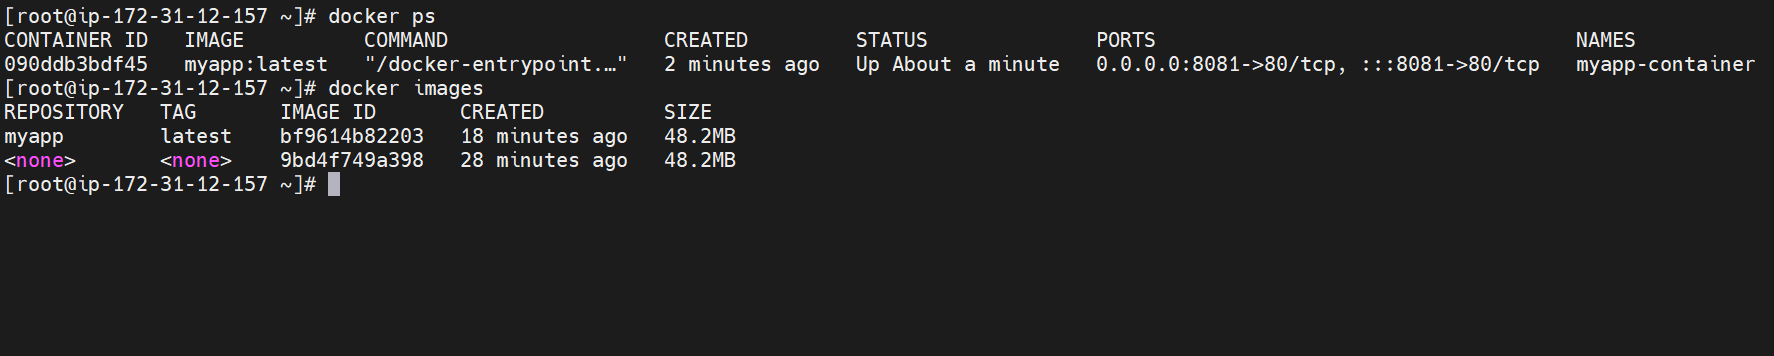 [root@ip-172-31-12-157 ~]# docker ps
CONTAINER ID   IMAGE          COMMAND                  CREATED         STATUS              PORTS                                   NAMES
090ddb3bdf45   myapp:latest   "/docker-entrypoint.…"   2 minutes ago   Up About a minute   0.0.0.0:8081->80/tcp, :::8081->80/tcp   myapp-container
[root@ip-172-31-12-157 ~]# docker images
REPOSITORY   TAG       IMAGE ID       CREATED          SIZE
myapp        latest    bf9614b82203   18 minutes ago   48.2MB
<none>       <none>    9bd4f749a398   28 minutes ago   48.2MB
[root@ip-172-31-12-157 ~]#